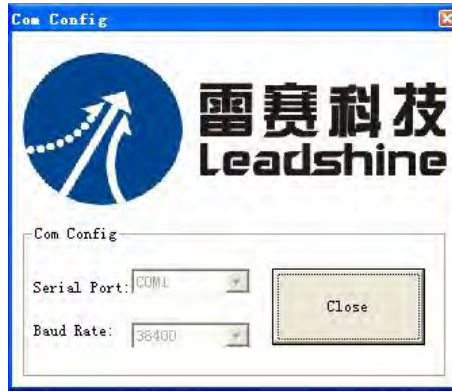 Com Config
雷赛科技
Leadshine
Com Config
Serial Port: COM1
Close
Baud Rate: 38400